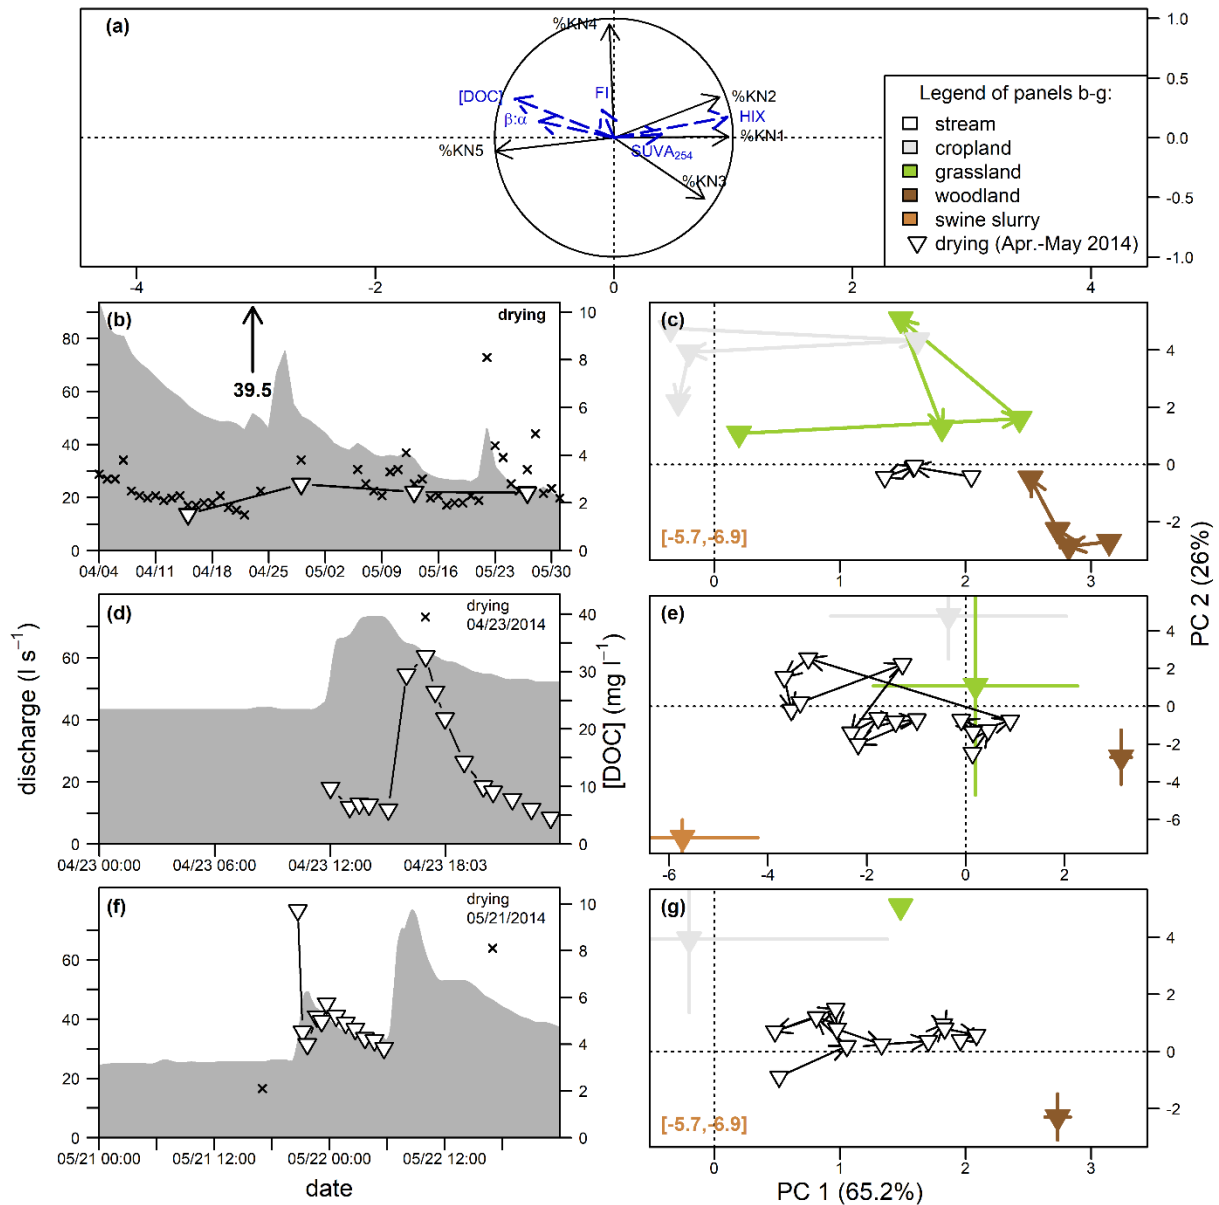 (a)
%KN4
1.0
[DOC]
FI
%KN2
0.5
β:α
HIX
%KN5
%KN1
0.0
SUVA254
%KN3
-0.5
-1.0
Legend of panels b-g:
stream
cropland
grassland
woodland
swine slurry
drying (Apr.-May 2014)
-4 -2 0 2 4
(b)
drying
39.5
80
60
40
20
0
10
8
6
4
2
0
04/04 04/11 04/18 04/25 05/02 05/09 05/16 05/23 05/30
(c)
4
2
0
-2
[-5.7,-6.9]
0 1 2 3
(d)
drying
04/23/2014
60
40
20
0
40
30
20
10
0
04/23 00:00 04/23 06:00 04/23 12:00 04/23 18:03
(e)
4
2
0
-2
-4
-6
-6 -4 -2 0 2
(f)
drying
05/21/2014
60
40
20
0
10
8
6
4
2
0
05/21 00:00 05/21 12:00 05/22 00:00 05/22 12:00
(g)
4
2
0
-2
[-5.7,-6.9]
0 1 2 3
discharge (l s−1)
[DOC] (mg l−1)
date
PC 1 (65.2%)
PC 2 (26%)